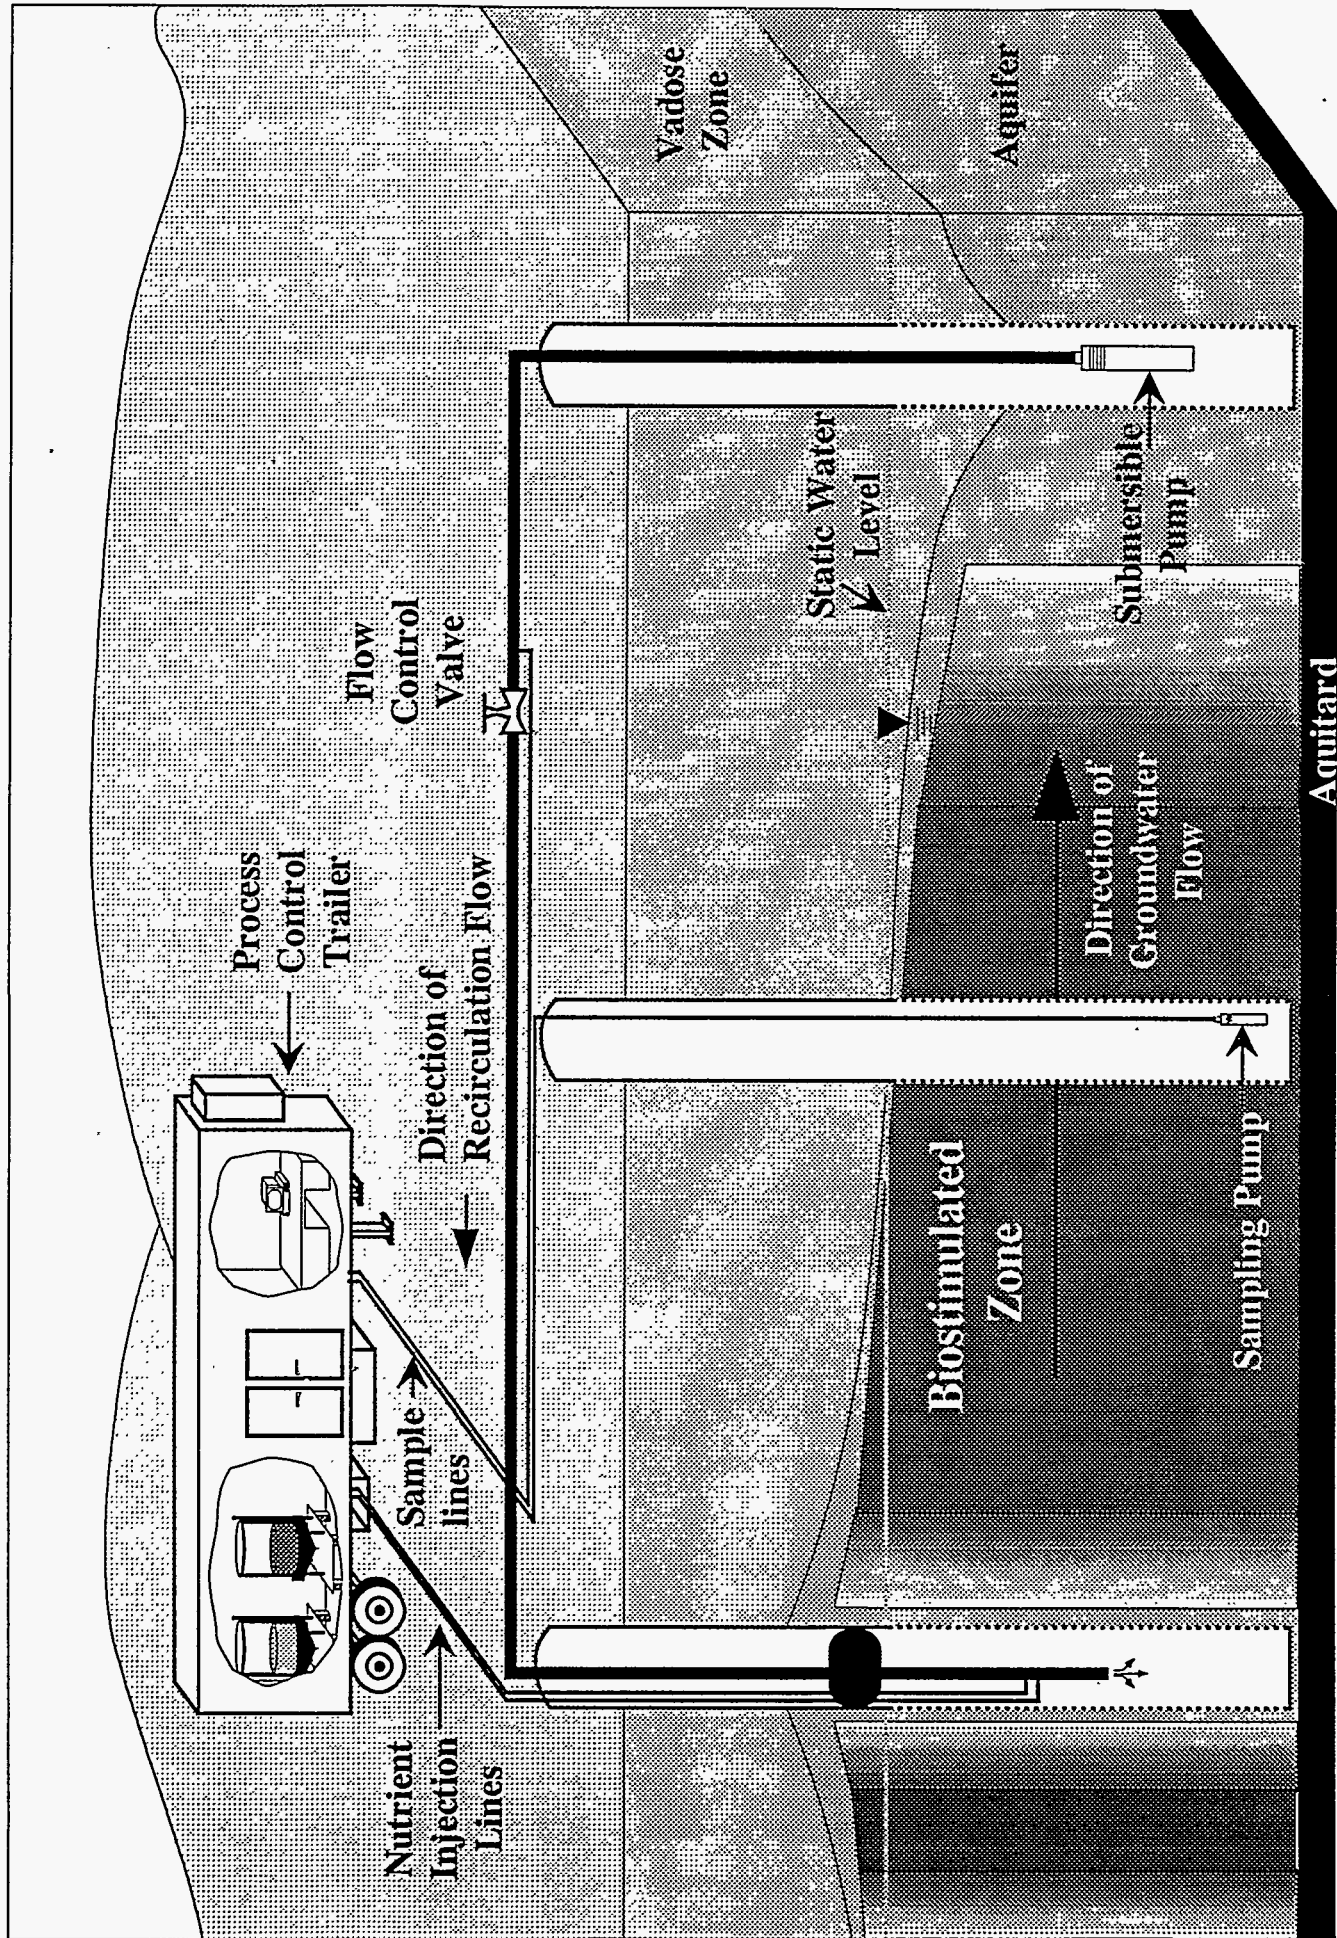 Process
Control
Trailer
Nutrient
Injection
Lines
Sample
lines
Direction of
Recirculation Flow
Flow
Control
Valve
Vadose
Zone
Static Water
Level
Aquifer
Biostimulated
Zone
Direction of
Groundwater
Flow
Submersible
Pump
Sampling Pump
Aquitard